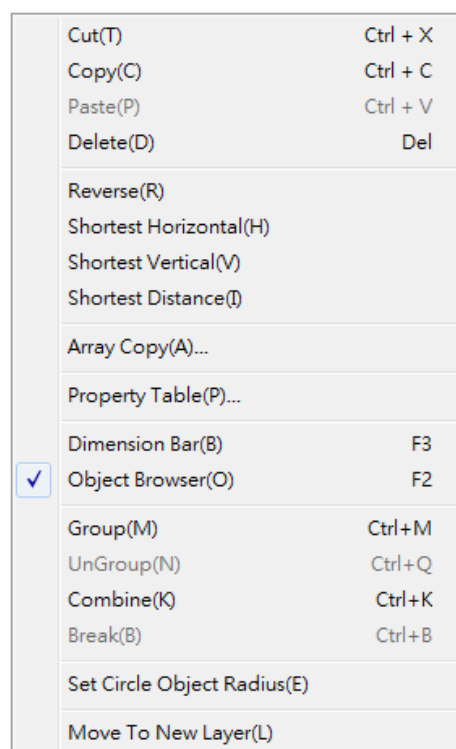 Cut(T) Ctrl + X
Copy(C) Ctrl + C
Paste(P) Ctrl + V
Delete(D) Del
Reverse(R)
Shortest Horizontal(H)
Shortest Vertical(V)
Shortest Distance(I)
Array Copy(A)...
Property Table(P)...
Dimension Bar(B) F3
Object Browser(O) F2
Group(M) Ctrl+M
UnGroup(N) Ctrl+Q
Combine(K) Ctrl+K
Break(B) Ctrl+B
Set Circle Object Radius(E)
Move To New Layer(L)